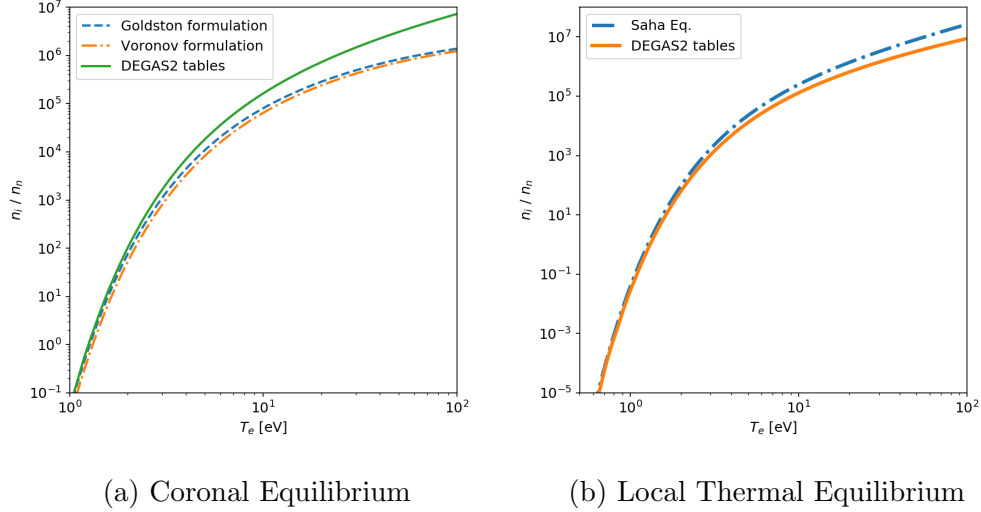 Goldston formulation
Voronov formulation
DEGAS2 tables
10^7
10^6
10^5
10^4
10^3
10^2
10^1
10^0
10^-1
n_i / n_n
10^0
10^1
10^2
T_e [eV]
(a) Coronal Equilibrium
Saha Eq.
DEGAS2 tables
10^7
10^5
10^3
10^1
10^-1
10^-3
10^-5
n_i / n_n
10^0
10^1
10^2
T_e [eV]
(b) Local Thermal Equilibrium